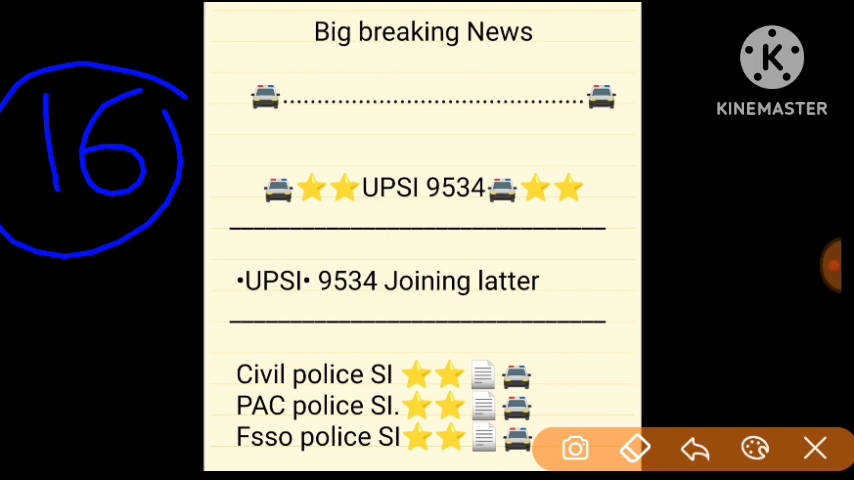 Big breaking News
16
🚔.......................................🚔
KINEMASTER
🚔⭐⭐UPSI 9534🚔⭐⭐
•UPSI• 9534 Joining latter
Civil police SI ⭐⭐📄🚔
PAC police SI.⭐⭐📄🚔
Fsso police SI⭐⭐📄🚔